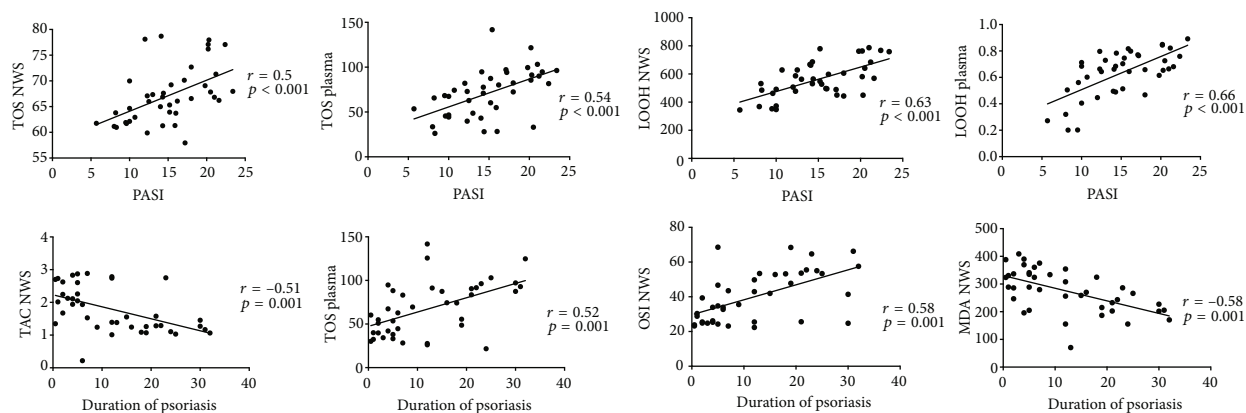 TOS NWS
80
75
70
65
60
55
0 5 10 15 20 25
PASI
r = 0.5
p < 0.001
TOS plasma
150
100
50
0
0 5 10 15 20 25
PASI
r = 0.54
p < 0.001
LOOH NWS
1000
800
600
400
200
0
0 5 10 15 20 25
PASI
r = 0.63
p < 0.001
LOOH plasma
1.0
0.8
0.6
0.4
0.2
0.0
0 5 10 15 20 25
PASI
r = 0.66
p < 0.001
TAC NWS
4
3
2
1
0
0 10 20 30 40
Duration of psoriasis
r = −0.51
p = 0.001
TOS plasma
150
100
50
0
0 10 20 30 40
Duration of psoriasis
r = 0.52
p = 0.001
OSI NWS
80
60
40
20
0
0 10 20 30 40
Duration of psoriasis
r = 0.58
p = 0.001
MDA NWS
500
400
300
200
100
0
0 10 20 30 40
Duration of psoriasis
r = −0.58
p = 0.001